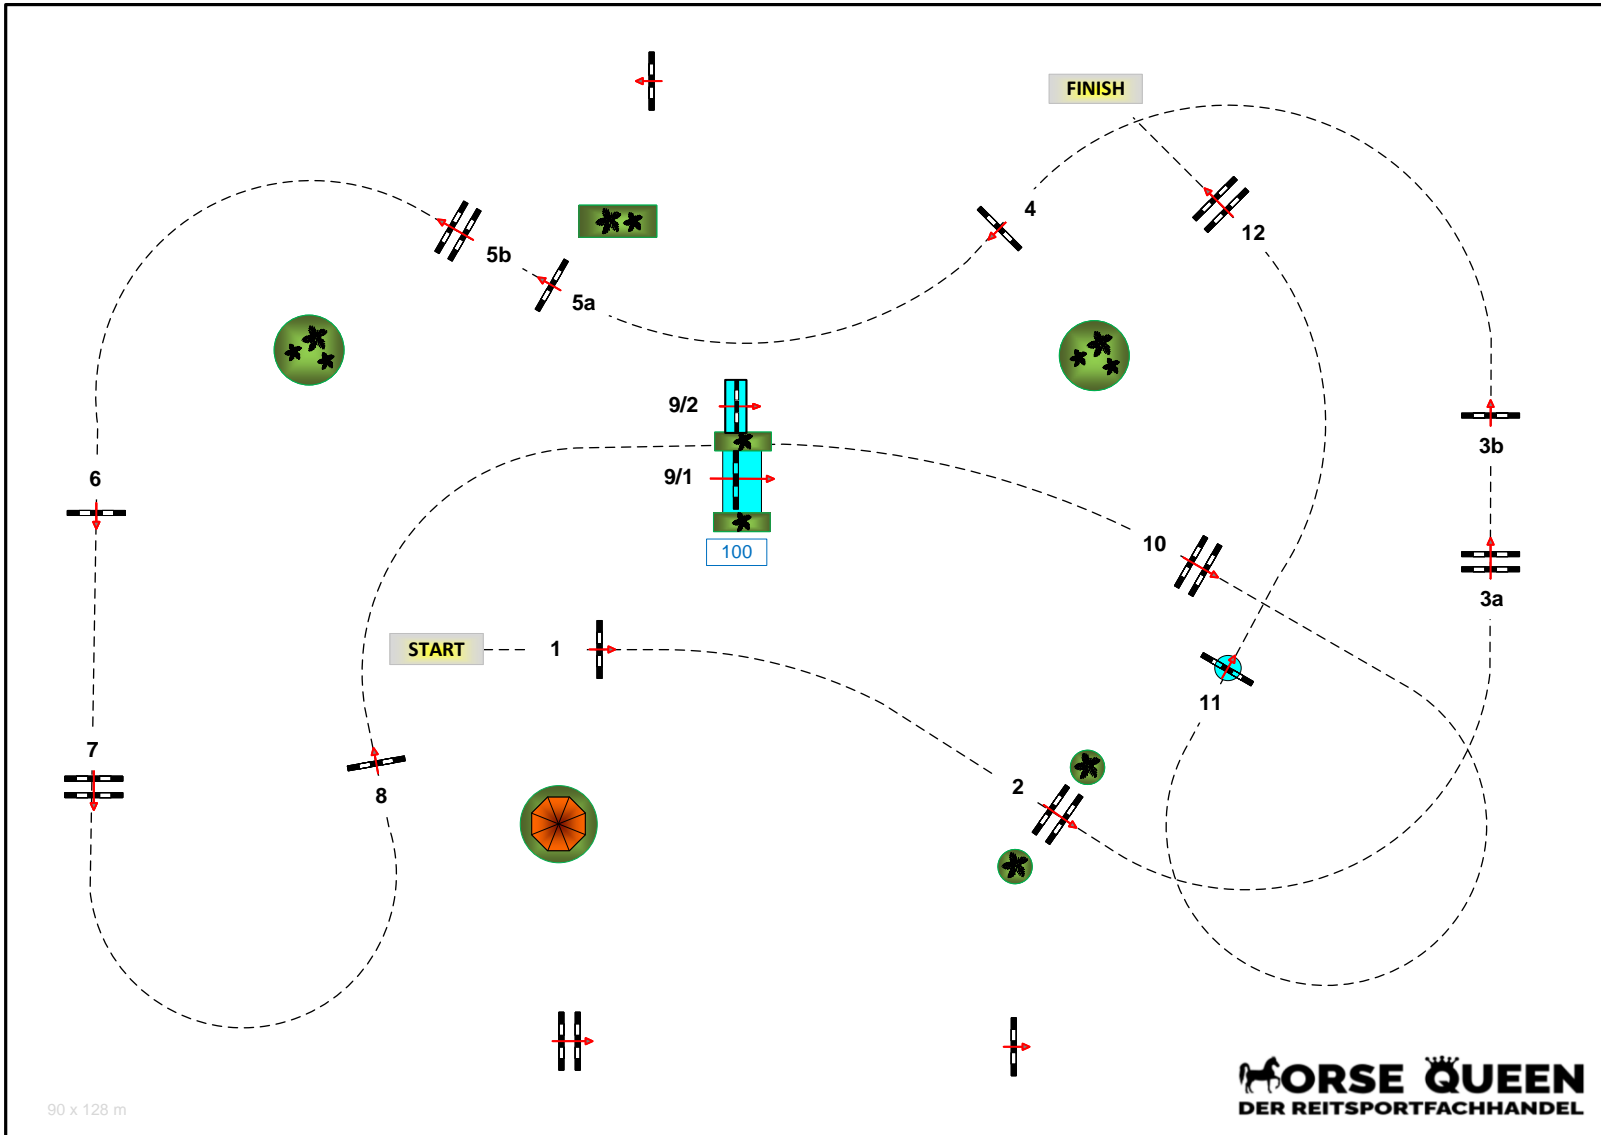 FINISH
4
12
5b
5a
9/2
3b
6
9/1
10
100
3a
START
1
11
7
2
8
HORSE QUEEN
DER REITSPORTFACHHANDEL
90 x 128 m